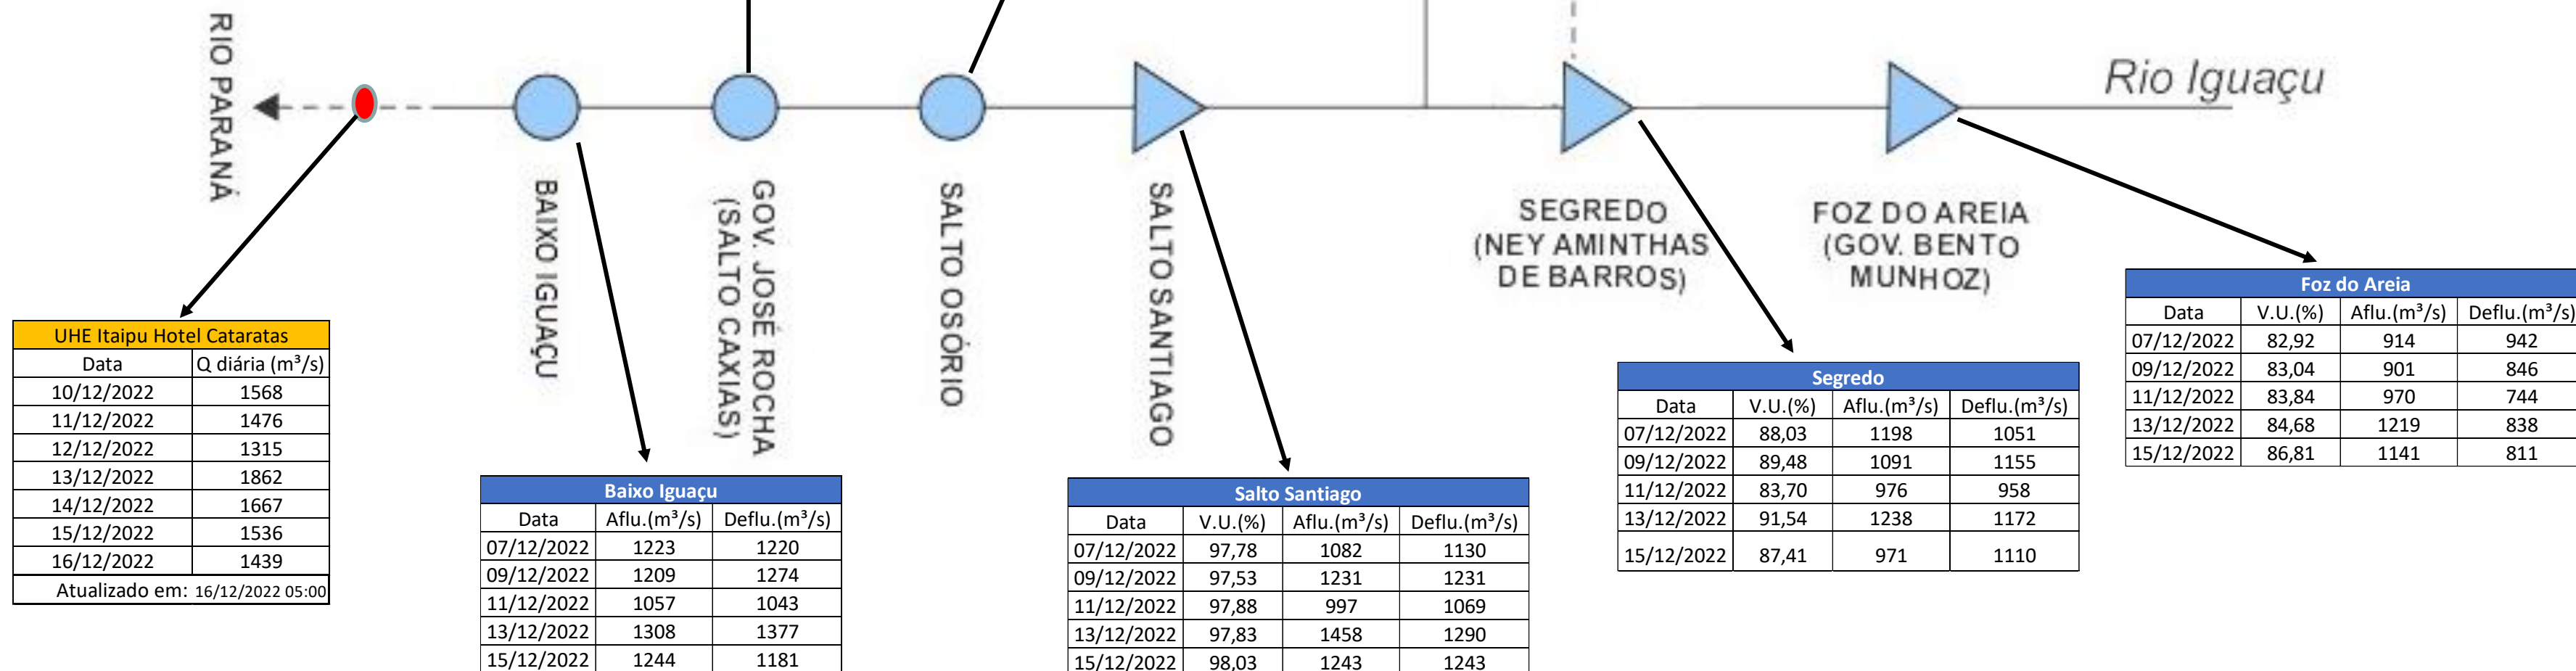 Rio Iguaçu
RIO PARANÁ
BAIXO IGUAÇU
GOV. JOSÉ ROCHA
(SALTO CAXIAS)
SALTO OSÓRIO
SALTO SANTIAGO
SEGREDO
(NEY AMINTHAS
DE BARROS)
FOZ DO AREIA
(GOV. BENTO
MUNHOZ)
UHE Itaipu Hotel Cataratas
Data Q diária (m³/s)
10/12/2022 1568
11/12/2022 1476
12/12/2022 1315
13/12/2022 1862
14/12/2022 1667
15/12/2022 1536
16/12/2022 1439
Atualizado em: 16/12/2022 05:00
Baixo Iguaçu
Data Aflu.(m³/s) Deflu.(m³/s)
07/12/2022 1223 1220
09/12/2022 1209 1274
11/12/2022 1057 1043
13/12/2022 1308 1377
15/12/2022 1244 1181
Salto Santiago
Data V.U.(%) Aflu.(m³/s) Deflu.(m³/s)
07/12/2022 97,78 1082 1130
09/12/2022 97,53 1231 1231
11/12/2022 97,88 997 1069
13/12/2022 97,83 1458 1290
15/12/2022 98,03 1243 1243
Segredo
Data V.U.(%) Aflu.(m³/s) Deflu.(m³/s)
07/12/2022 88,03 1198 1051
09/12/2022 89,48 1091 1155
11/12/2022 83,70 976 958
13/12/2022 91,54 1238 1172
15/12/2022 87,41 971 1110
Foz do Areia
Data V.U.(%) Aflu.(m³/s) Deflu.(m³/s)
07/12/2022 82,92 914 942
09/12/2022 83,04 901 846
11/12/2022 83,84 970 744
13/12/2022 84,68 1219 838
15/12/2022 86,81 1141 811